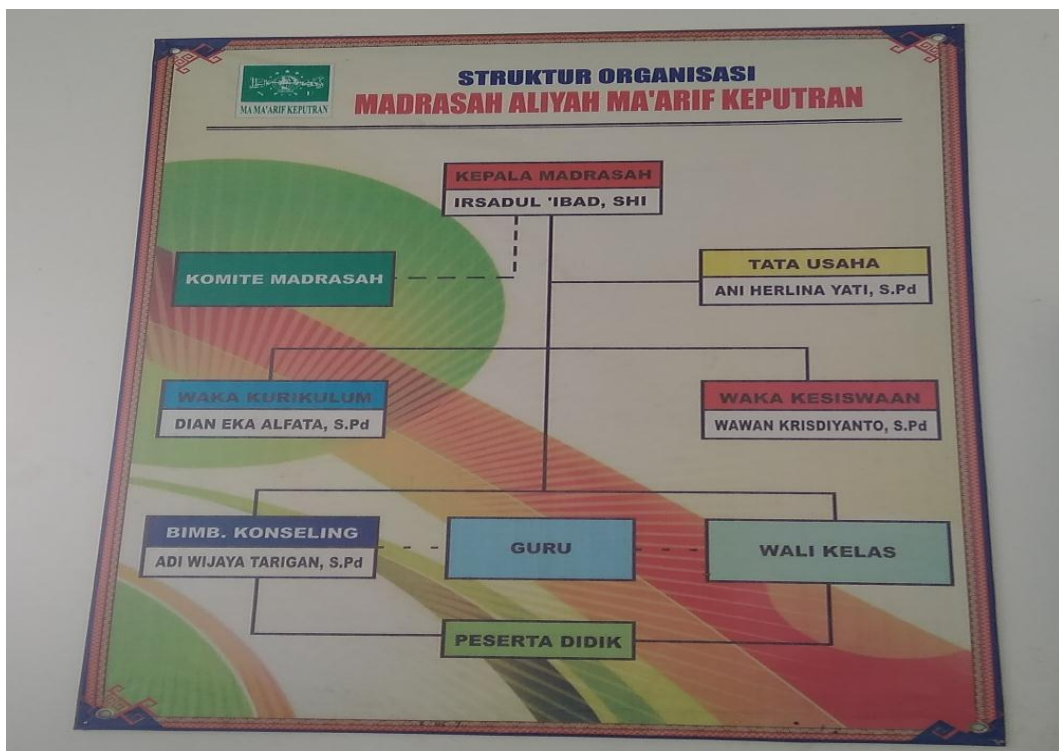 STRUKTUR ORGANISASI
MADRASAH ALIYAH MA'ARIF KEPUTRAN
MA MA'ARIF KEPUTRAN
KEPALA MADRASAH
IRSADUL 'IBAD, SHI
KOMITE MADRASAH
TATA USAHA
ANI HERLINA YATI, S.Pd
WAKA KURIKULUM
DIAN EKA ALFATA, S.Pd
WAKA KESISWAAN
WAWAN KRISDIYANTO, S.Pd
BIMB. KONSELING
ADI WIJAYA TARIGAN, S.Pd
GURU
WALI KELAS
PESERTA DIDIK